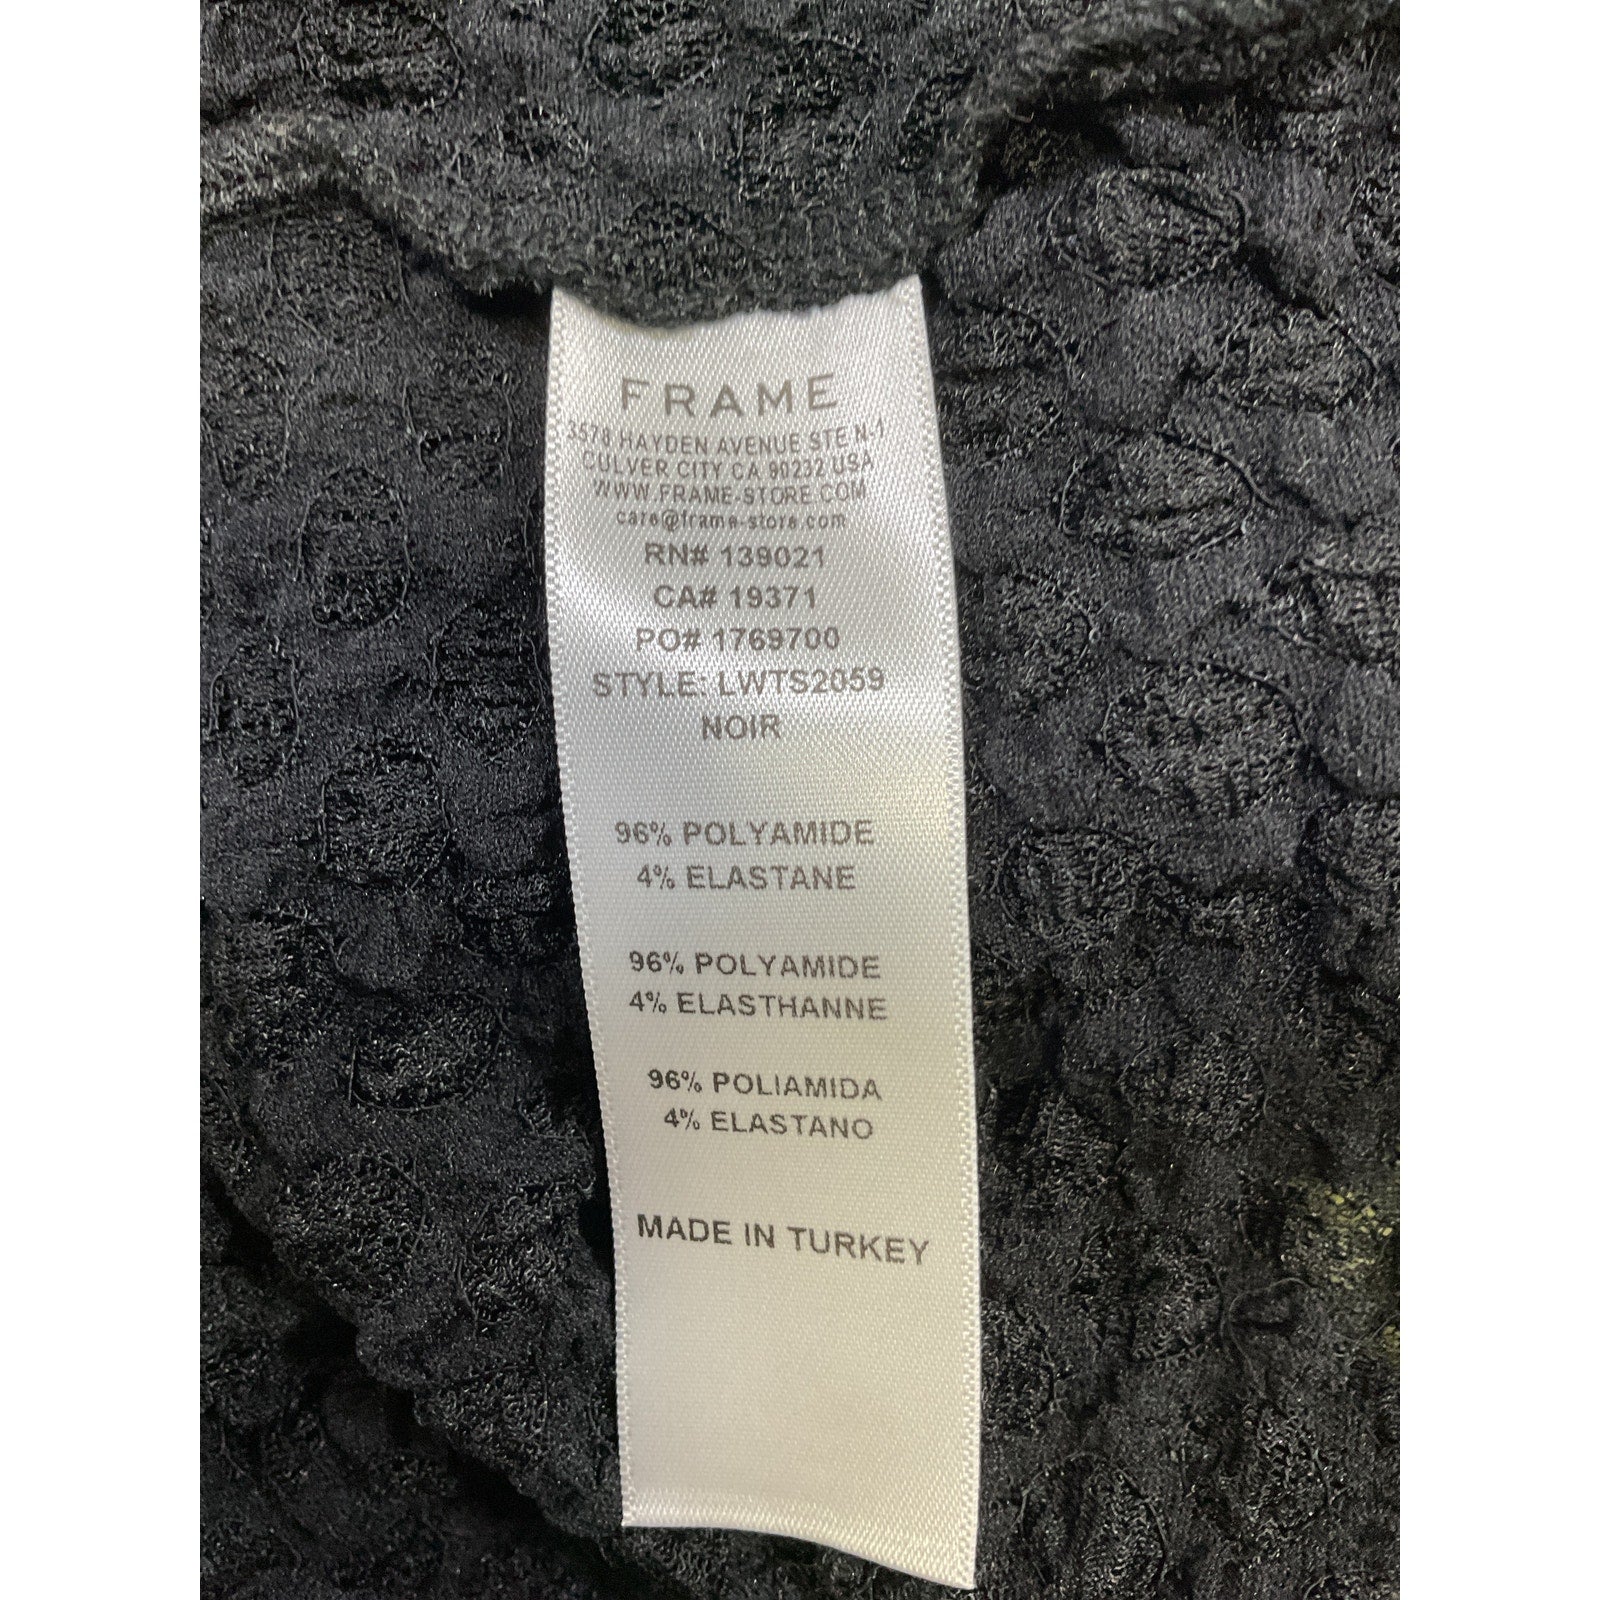 FRAME
3578 HAYDEN AVENUE STE N-1
CULVER CITY CA 90232 USA
WWW.FRAME-STORE.COM
care@frame-store.com
RN# 139021
CA# 19371
PO# 1769700
STYLE: LWTS2059
NOIR
96% POLYAMIDE
4% ELASTANE
96% POLYAMIDE
4% ELASTHANNE
96% POLIAMIDA
4% ELASTANO
MADE IN TURKEY